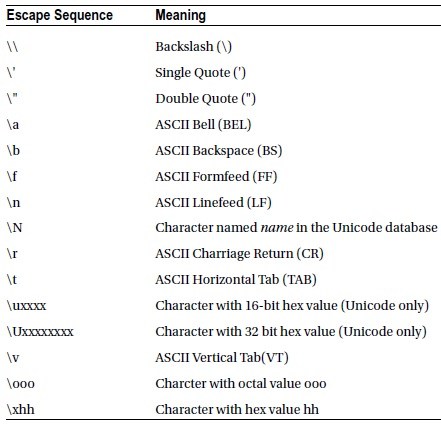 Escape Sequence Meaning
\\ Backslash (\)
\' Single Quote (')
\" Double Quote (")
\a ASCII Bell (BEL)
\b ASCII Backspace (BS)
\f ASCII Formfeed (FF)
\n ASCII Linefeed (LF)
\N Character named name in the Unicode database
\r ASCII Charriage Return (CR)
\t ASCII Horizontal Tab (TAB)
\uxxxx Character with 16-bit hex value (Unicode only)
\Uxxxxxxxx Character with 32 bit hex value (Unicode only)
\v ASCII Vertical Tab(VT)
\ooo Charcter with octal value ooo
\xhh Character with hex value hh